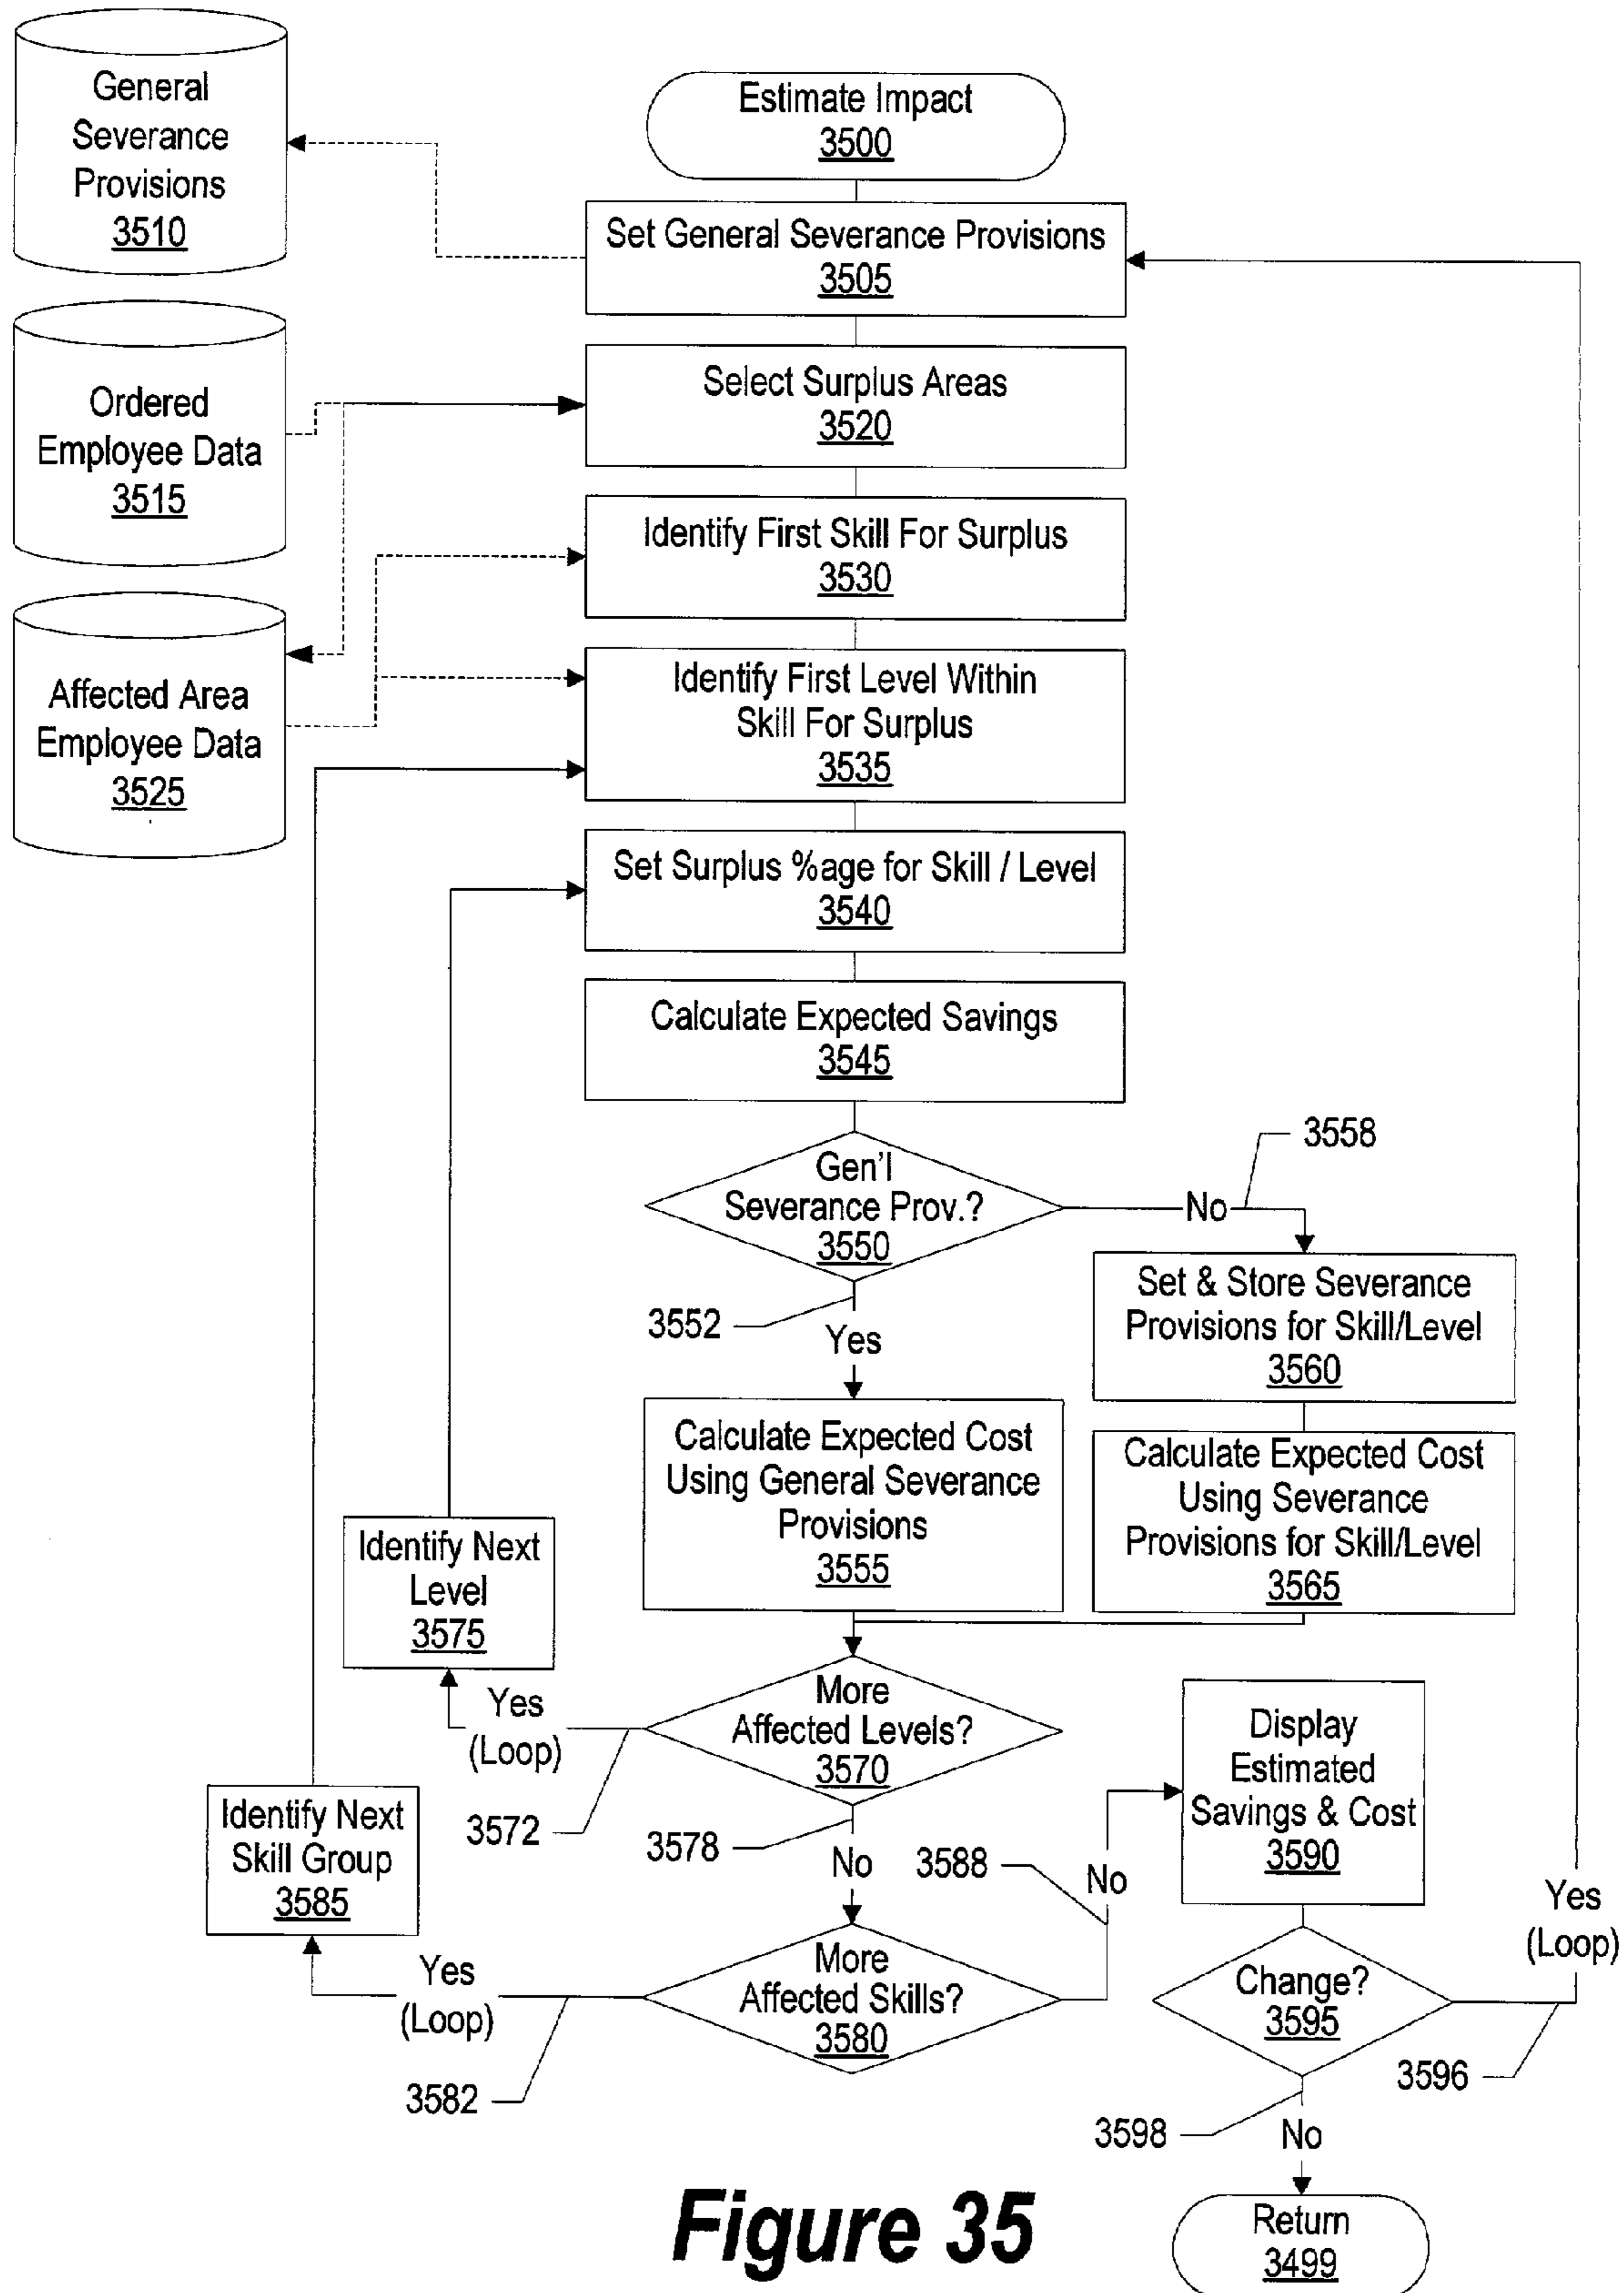 General
Severance
Provisions
3510
Estimate Impact
3500
Set General Severance Provisions
3505
Ordered
Employee Data
3515
Select Surplus Areas
3520
Identify First Skill For Surplus
3530
Affected Area
Employee Data
3525
Identify First Level Within
Skill For Surplus
3535
Set Surplus %age for Skill / Level
3540
Calculate Expected Savings
3545
Gen'l
Severance Prov.?
3550
3558
No
3552
Yes
Set & Store Severance
Provisions for Skill/Level
3560
Calculate Expected Cost
Using General Severance
Provisions
3555
Calculate Expected Cost
Using Severance
Provisions for Skill/Level
3565
Identify Next
Level
3575
Yes
(Loop)
3572
More
Affected Levels?
3570
3578
No
Identify Next
Skill Group
3585
Yes
(Loop)
3582
More
Affected Skills?
3580
3588
No
Display
Estimated
Savings & Cost
3590
Change?
3595
Yes
(Loop)
3596
3598
No
Return
3499
Figure 35